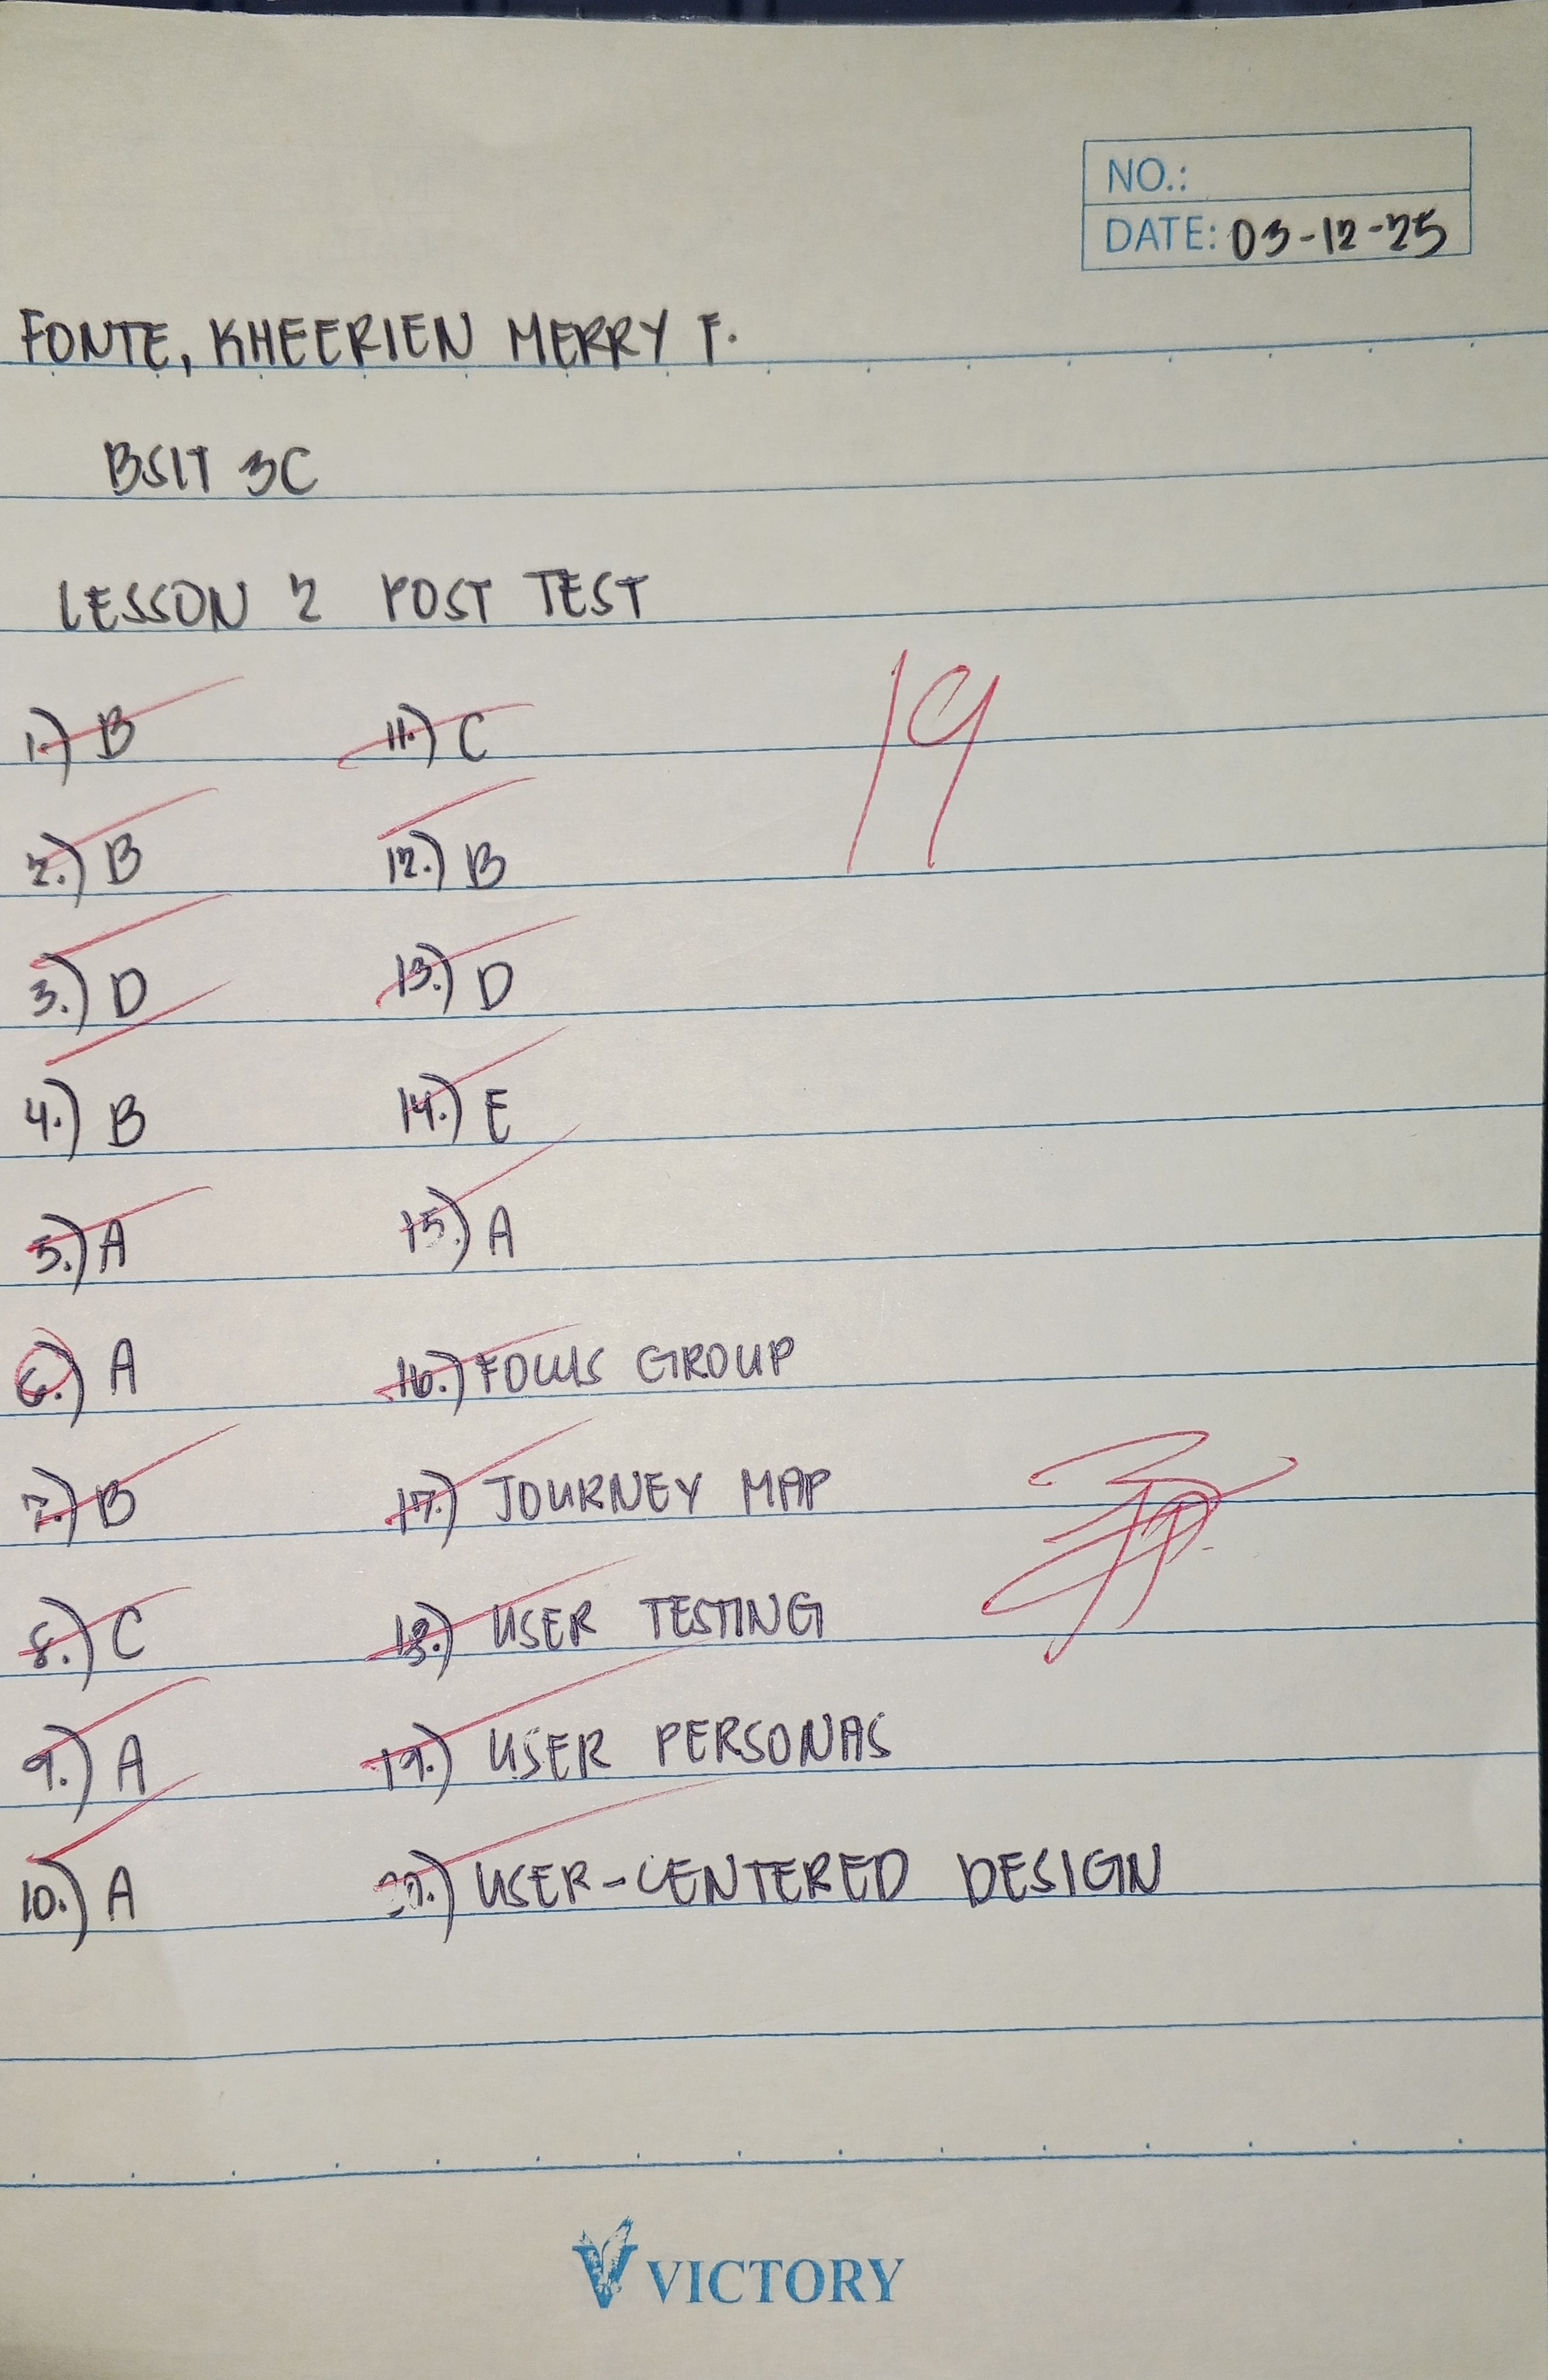 NO.:
DATE: 03-12-25
FONTE, KHEERIEN MERRY F.
BSIT 3C
LESSON 2 POST TEST
19
1.) B
2.) B
3.) D
4.) B
5.) A
6.) A
7.) B
8.) C
9.) A
10.) A
11.) C
12.) B
13.) D
14.) E
15.) A
16.) FOCUS GROUP
17.) JOURNEY MAP
18.) USER TESTING
19.) USER PERSONAS
20.) USER-CENTERED DESIGN
VICTORY